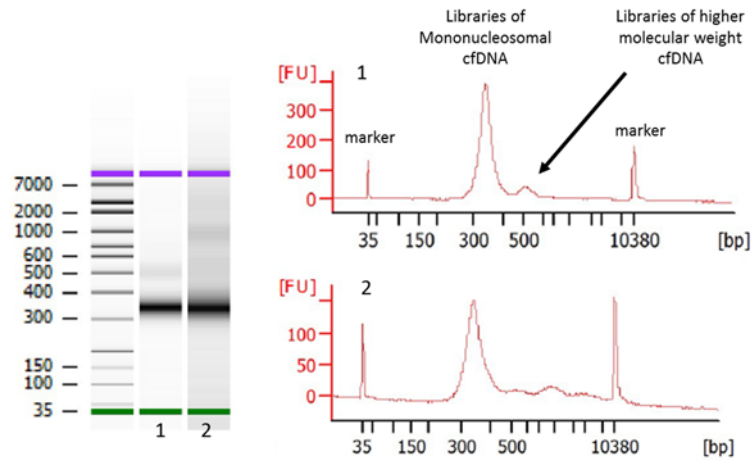 7000
2000
1000
600
500
400
300
150
100
35
1 2
Libraries of
Mononucleosomal
cfDNA
Libraries of higher
molecular weight
cfDNA
[FU] 1
300
200
100
0
marker
marker
35 150 300 500 10380 [bp]
[FU] 2
100
50
0
35 150 300 500 10380 [bp]